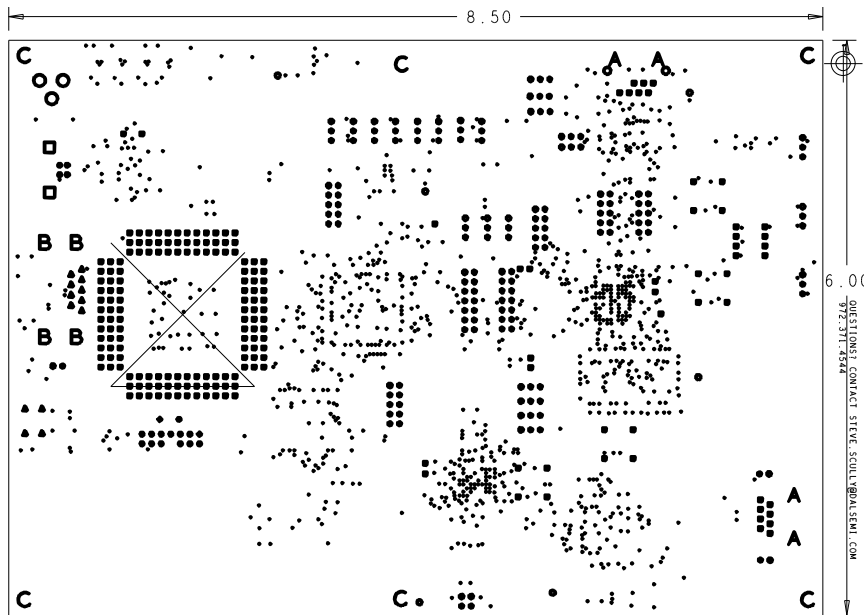 8.50
C C C
A A
B B
6.00
B B
A
A
C C C
QUESTIONS? CONTACT STEVE.SCULLY@DALSEMI.COM
972.371.4544